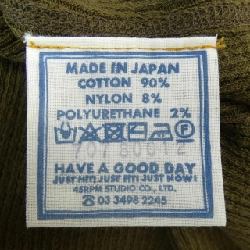 MADE IN JAPAN
COTTON 90%
NYLON 8%
POLYURETHANE 2%
HAVE A GOOD DAY
JUST HIT! JUST FIT! JUST NOW!
45RPM STUDIO CO., LTD.
☎ 03 3498 2245